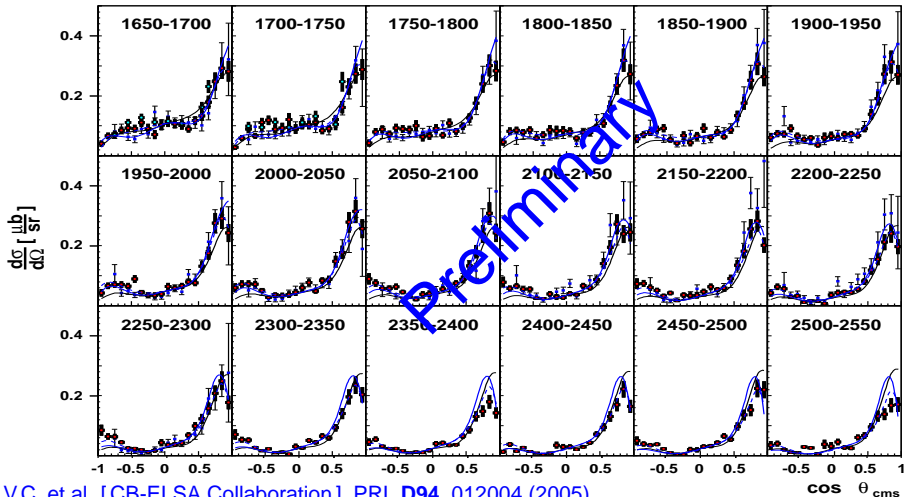 1650-1700 1700-1750 1750-1800 1800-1850 1850-1900 1900-1950
0.4
0.2
1950-2000 2000-2050 2050-2100 2100-2150 2150-2200 2200-2250
0.4
0.2
dσ/dΩ [μb/sr]
Preliminary
2250-2300 2300-2350 2350-2400 2400-2450 2450-2500 2500-2550
0.4
0.2
-1 -0.5 0 0.5 -0.5 0 0.5 -0.5 0 0.5 -0.5 0 0.5 -0.5 0 0.5 -0.5 0 0.5 1
cos θ cms
V.C. et al. [CB-ELSA Collaboration], PRL D94, 012004 (2005)